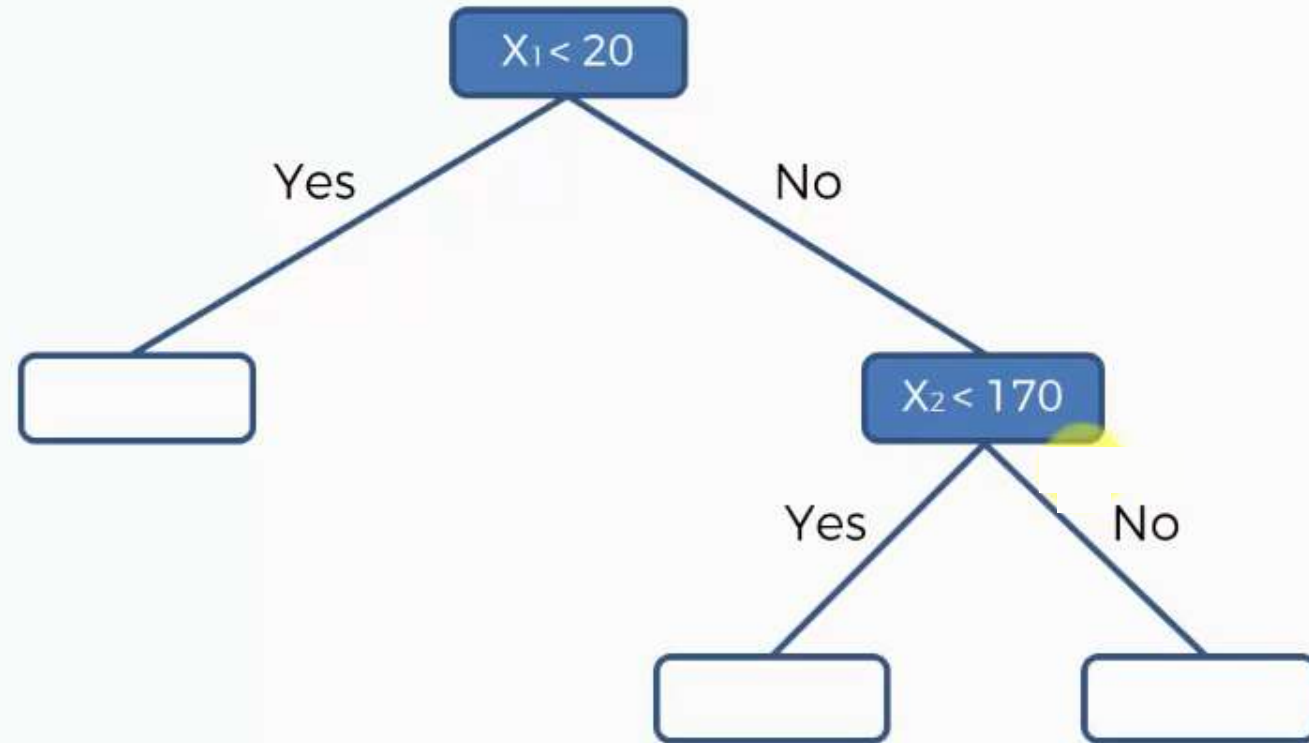 X₁ < 20
Yes
No
X₂ < 170
Yes
No